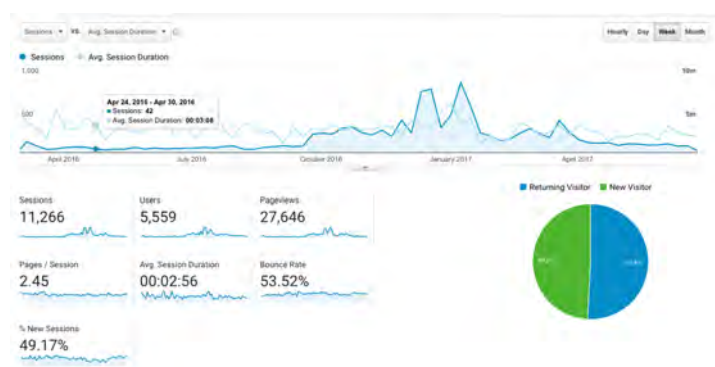 Sessions vs. Avg. Session Duration
Hourly Day Week Month
Sessions Avg. Session Duration
1,000 10m
500 5m
Apr 24, 2016 - Apr 30, 2016
Sessions: 42
Avg. Session Duration: 00:03:08
April 2016 July 2016 October 2016 January 2017 April 2017
Returning Visitor New Visitor
Sessions Users Pageviews
11,266 5,559 27,646
Pages / Session Avg. Session Duration Bounce Rate
2.45 00:02:56 53.52%
% New Sessions
49.17%